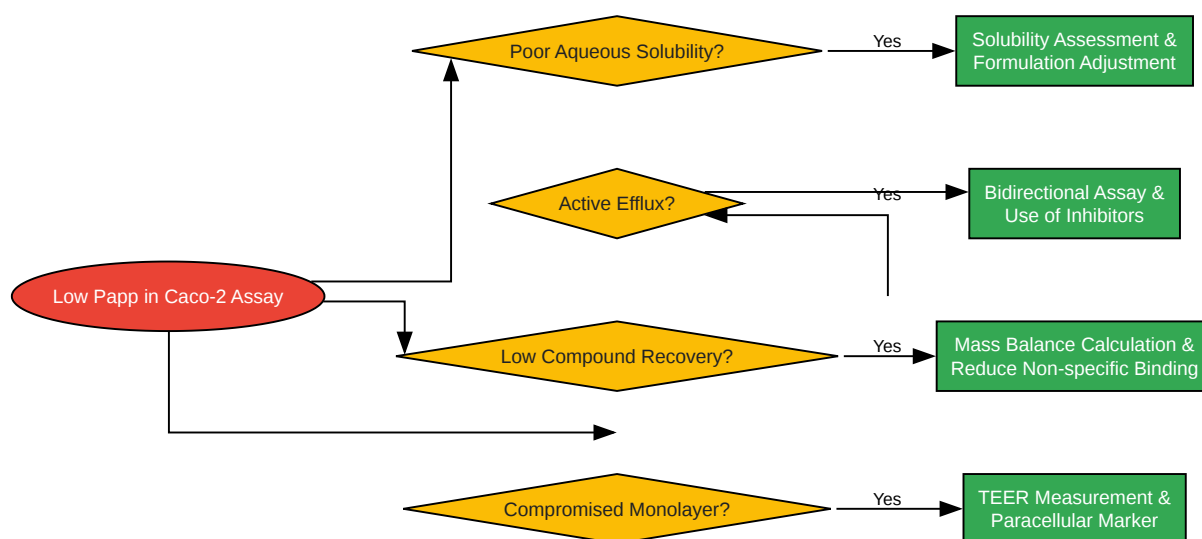 Poor Aqueous Solubility?
Yes
Solubility Assessment &
Formulation Adjustment
Active Efflux?
Yes
Bidirectional Assay &
Use of Inhibitors
Low Papp in Caco-2 Assay
Low Compound Recovery?
Yes
Mass Balance Calculation &
Reduce Non-specific Binding
Compromised Monolayer?
Yes
TEER Measurement &
Paracellular Marker